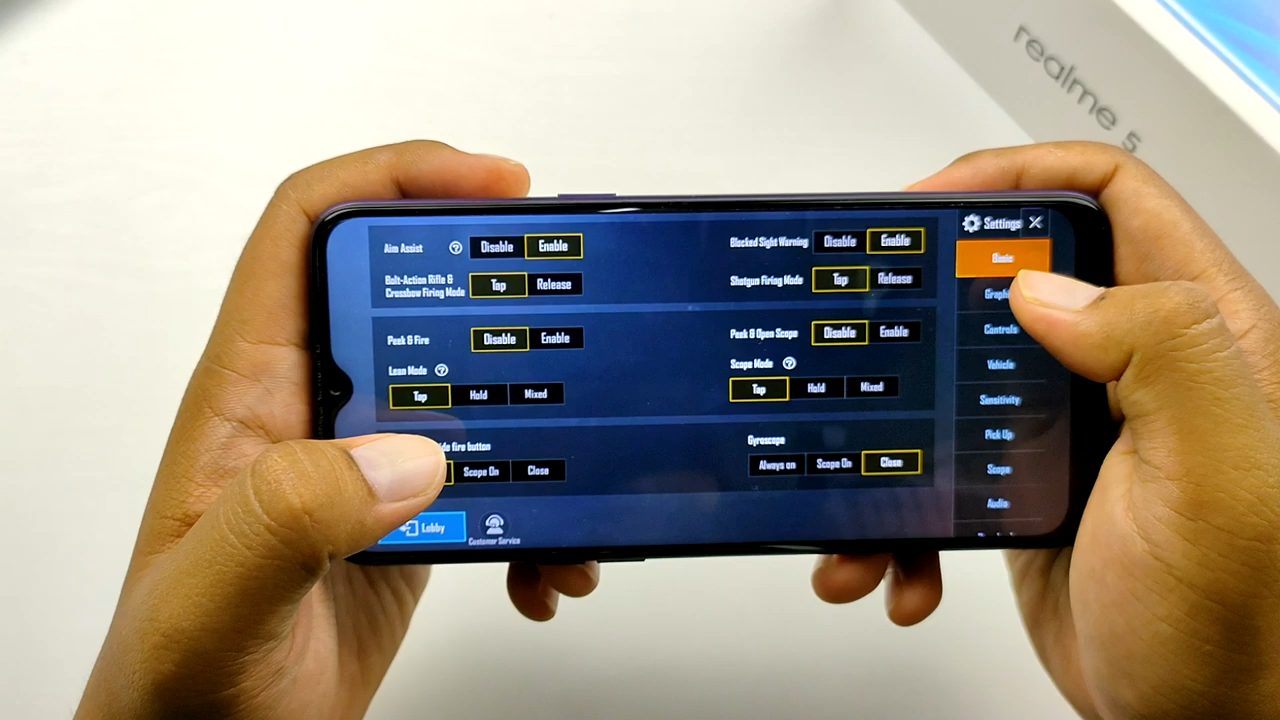 realme 5
Settings
Aim Assist
Disable
Enable
Blocked Sight Warning
Disable
Enable
Basic
Bolt-Action Rifle &
Crossbow Firing Mode
Tap
Release
Shotgun Firing Mode
Tap
Release
Peek & Fire
Disable
Enable
Peek & Open Scope
Disable
Enable
Controls
Lean Mode
Scope Mode
Vehicle
Tap
Hold
Mixed
Tap
Hold
Mixed
Sensitivity
fire button
Gyroscope
Pick Up
Scope On
Close
Always on
Scope On
Close
Scope
Audio
Lobby
Customer Service